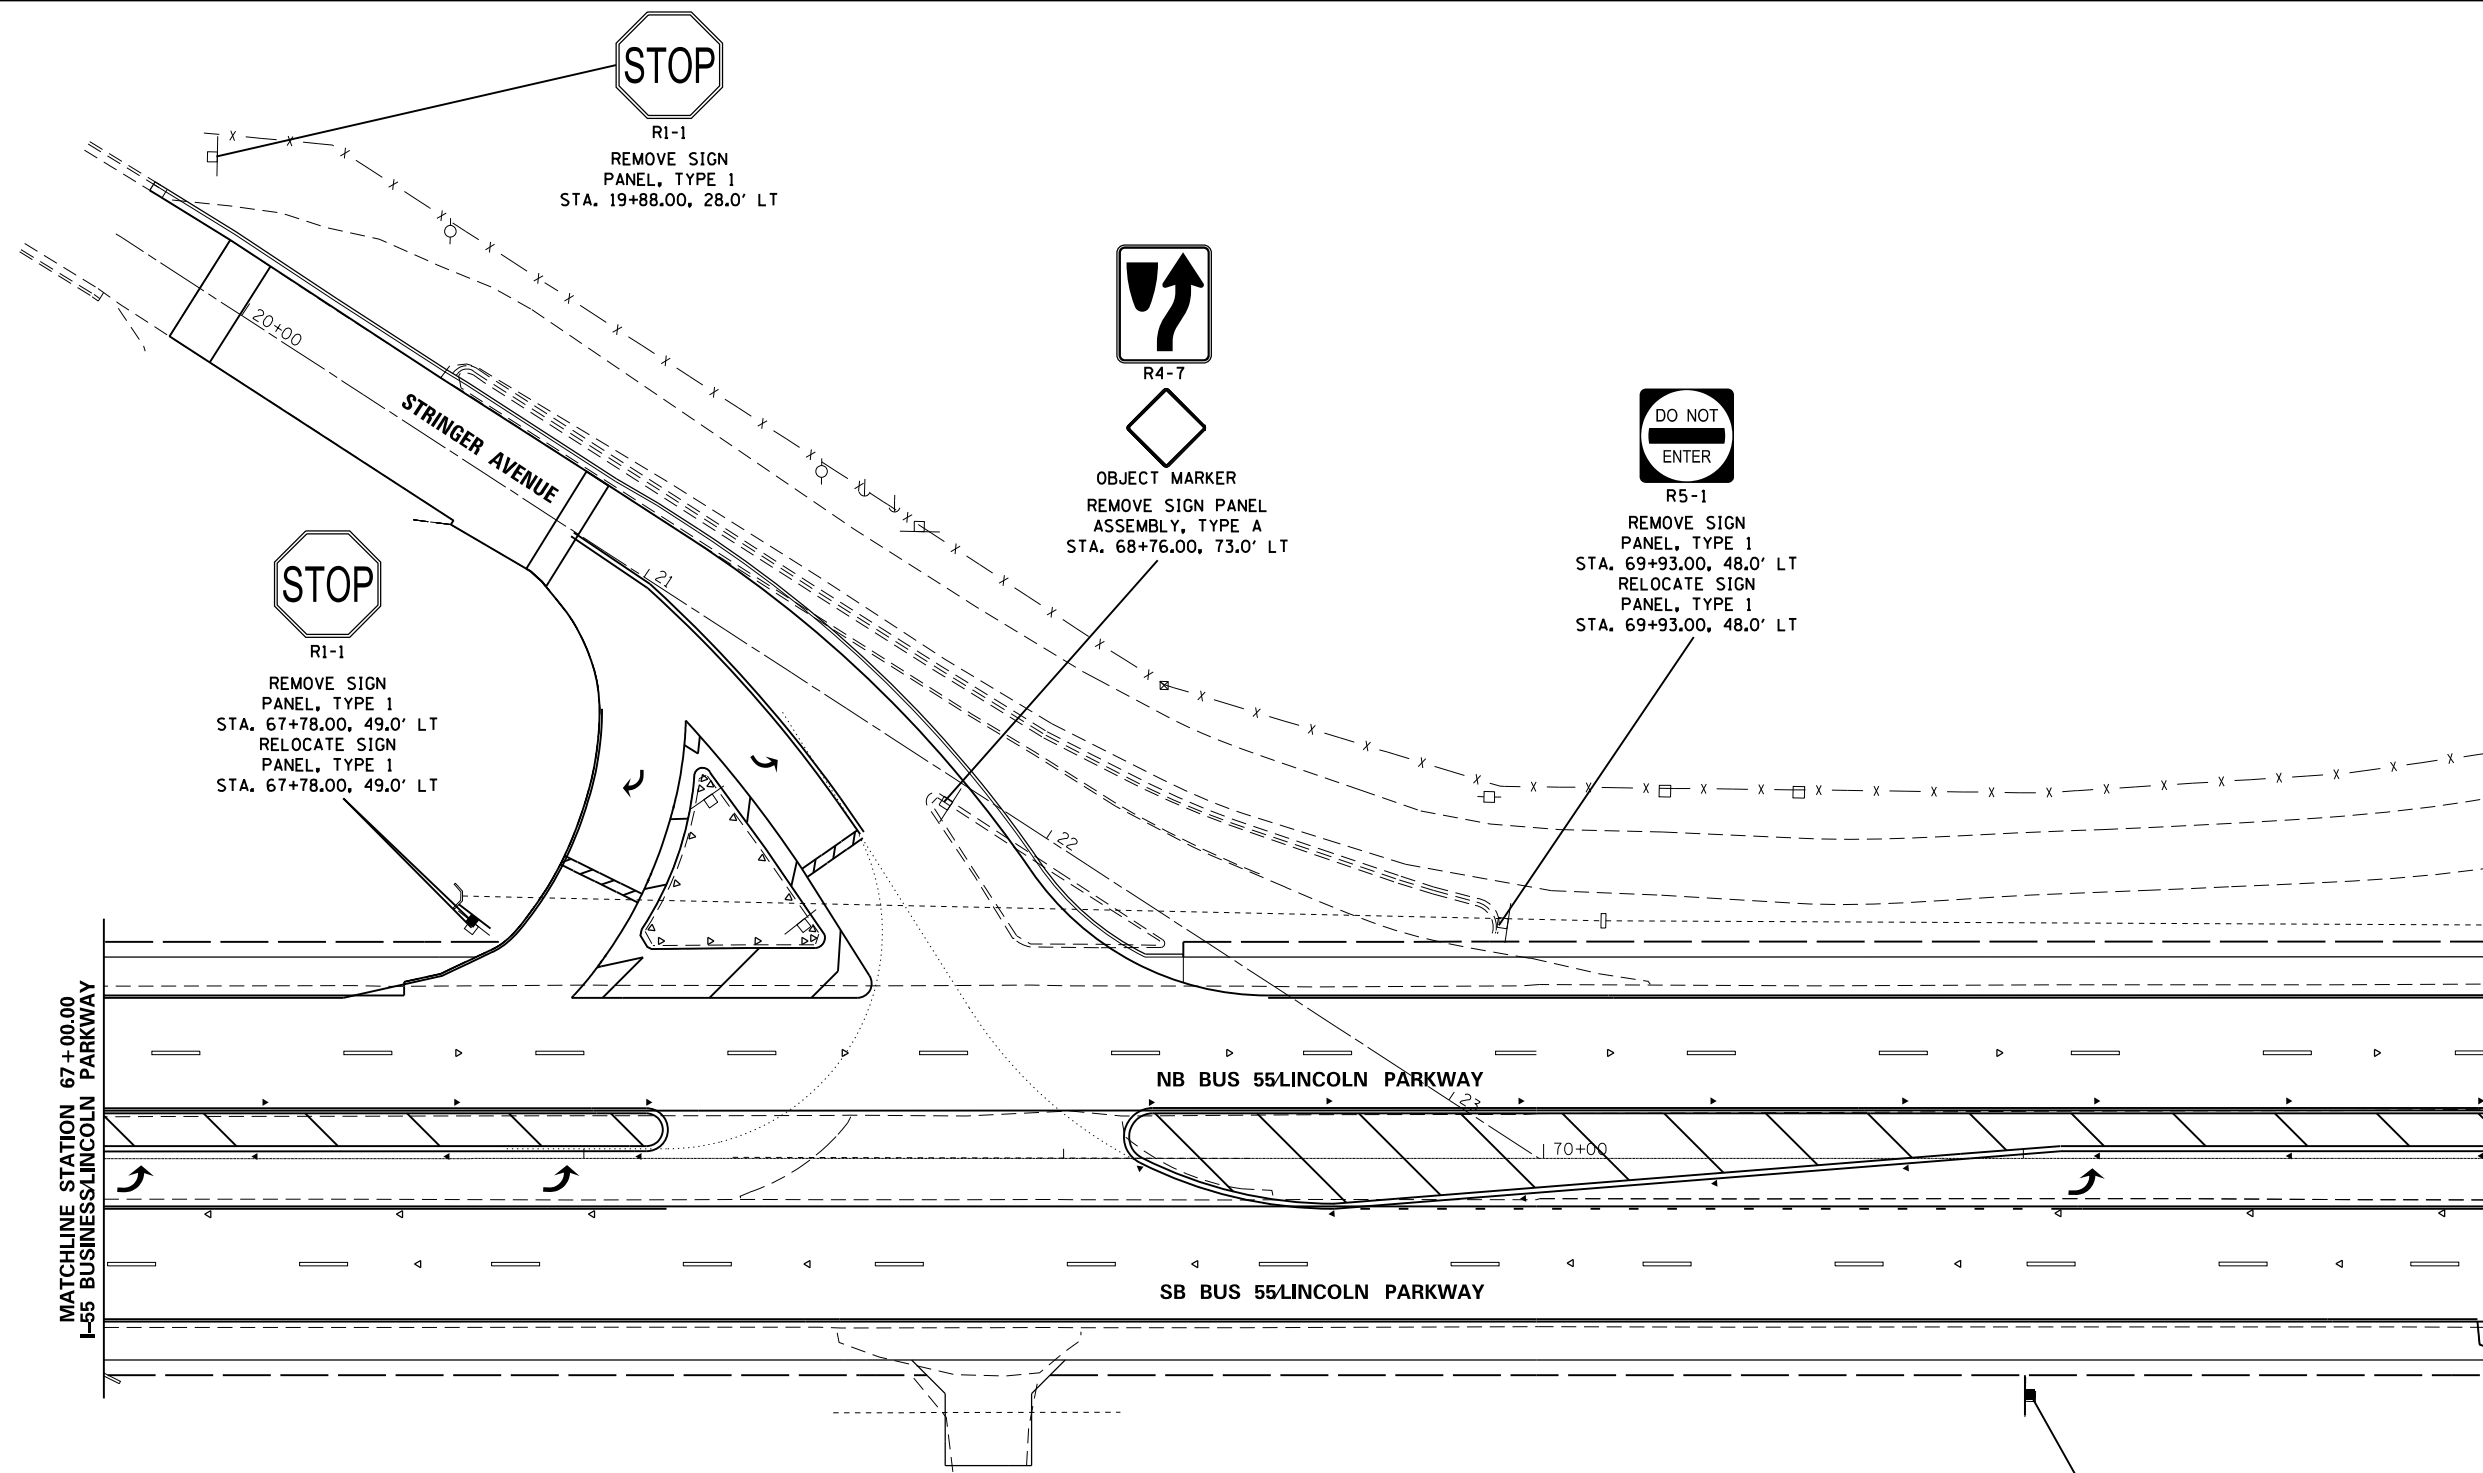 STOP
R1-1
REMOVE SIGN
PANEL, TYPE 1
STA. 19+88.00, 28.0' LT
20+00
STRINGER AVENUE
R4-7
OBJECT MARKER
REMOVE SIGN PANEL
ASSEMBLY, TYPE A
STA. 68+76.00, 73.0' LT
DO NOT
ENTER
R5-1
REMOVE SIGN
PANEL, TYPE 1
STA. 69+93.00, 48.0' LT
RELOCATE SIGN
PANEL, TYPE 1
STA. 69+93.00, 48.0' LT
STOP
R1-1
REMOVE SIGN
PANEL, TYPE 1
STA. 67+78.00, 49.0' LT
RELOCATE SIGN
PANEL, TYPE 1
STA. 67+78.00, 49.0' LT
21
22
MATCHLINE STATION 67+00.00
I-55 BUSINESS/LINCOLN PARKWAY
NB BUS 55/LINCOLN PARKWAY
23
70+00
SB BUS 55/LINCOLN PARKWAY